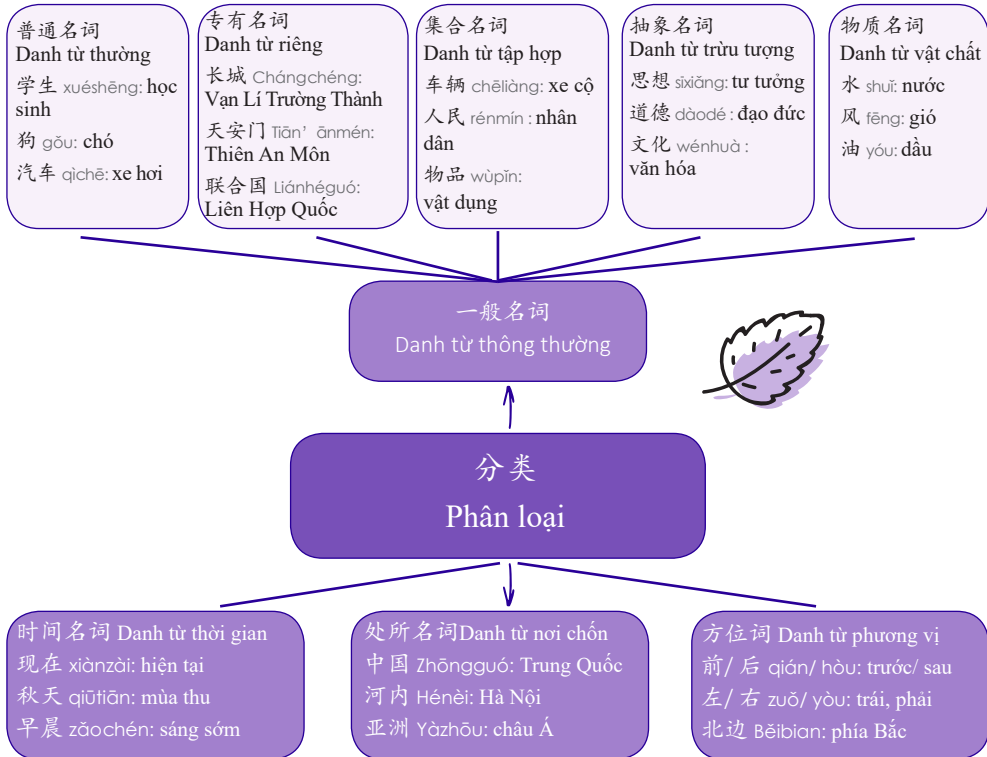 普通名词
Danh từ thường
学生 xuéshēng: học
sinh
狗 gǒu: chó
汽车 qìchē: xe hơi
专有名词
Danh từ riêng
长城 Chángchéng:
Vạn Lí Trường Thành
天安门 Tiān’ ānmén:
Thiên An Môn
联合国 Liánhéguó:
Liên Hợp Quốc
集合名词
Danh từ tập hợp
车辆 chēliàng: xe cộ
人民 rénmín : nhân
dân
物品 wùpǐn:
vật dụng
抽象名词
Danh từ trừu tượng
思想 sīxiǎng: tư tưởng
道德 dàodé : đạo đức
文化 wénhuà :
văn hóa
物质名词
Danh từ vật chất
水 shuǐ: nước
风 fēng: gió
油 yóu: dầu
一般名词
Danh từ thông thường
分类
Phân loại
时间名词 Danh từ thời gian
现在 xiànzài: hiện tại
秋天 qiūtiān: mùa thu
早晨 zǎochén: sáng sớm
处所名词Danh từ nơi chốn
中国 Zhōngguó: Trung Quốc
河内 Hénèi: Hà Nội
亚洲 Yàzhōu: châu Á
方位词 Danh từ phương vị
前/ 后 qián/ hòu: trước/ sau
左/ 右 zuǒ/ yòu: trái, phải
北边 Běibian: phía Bắc